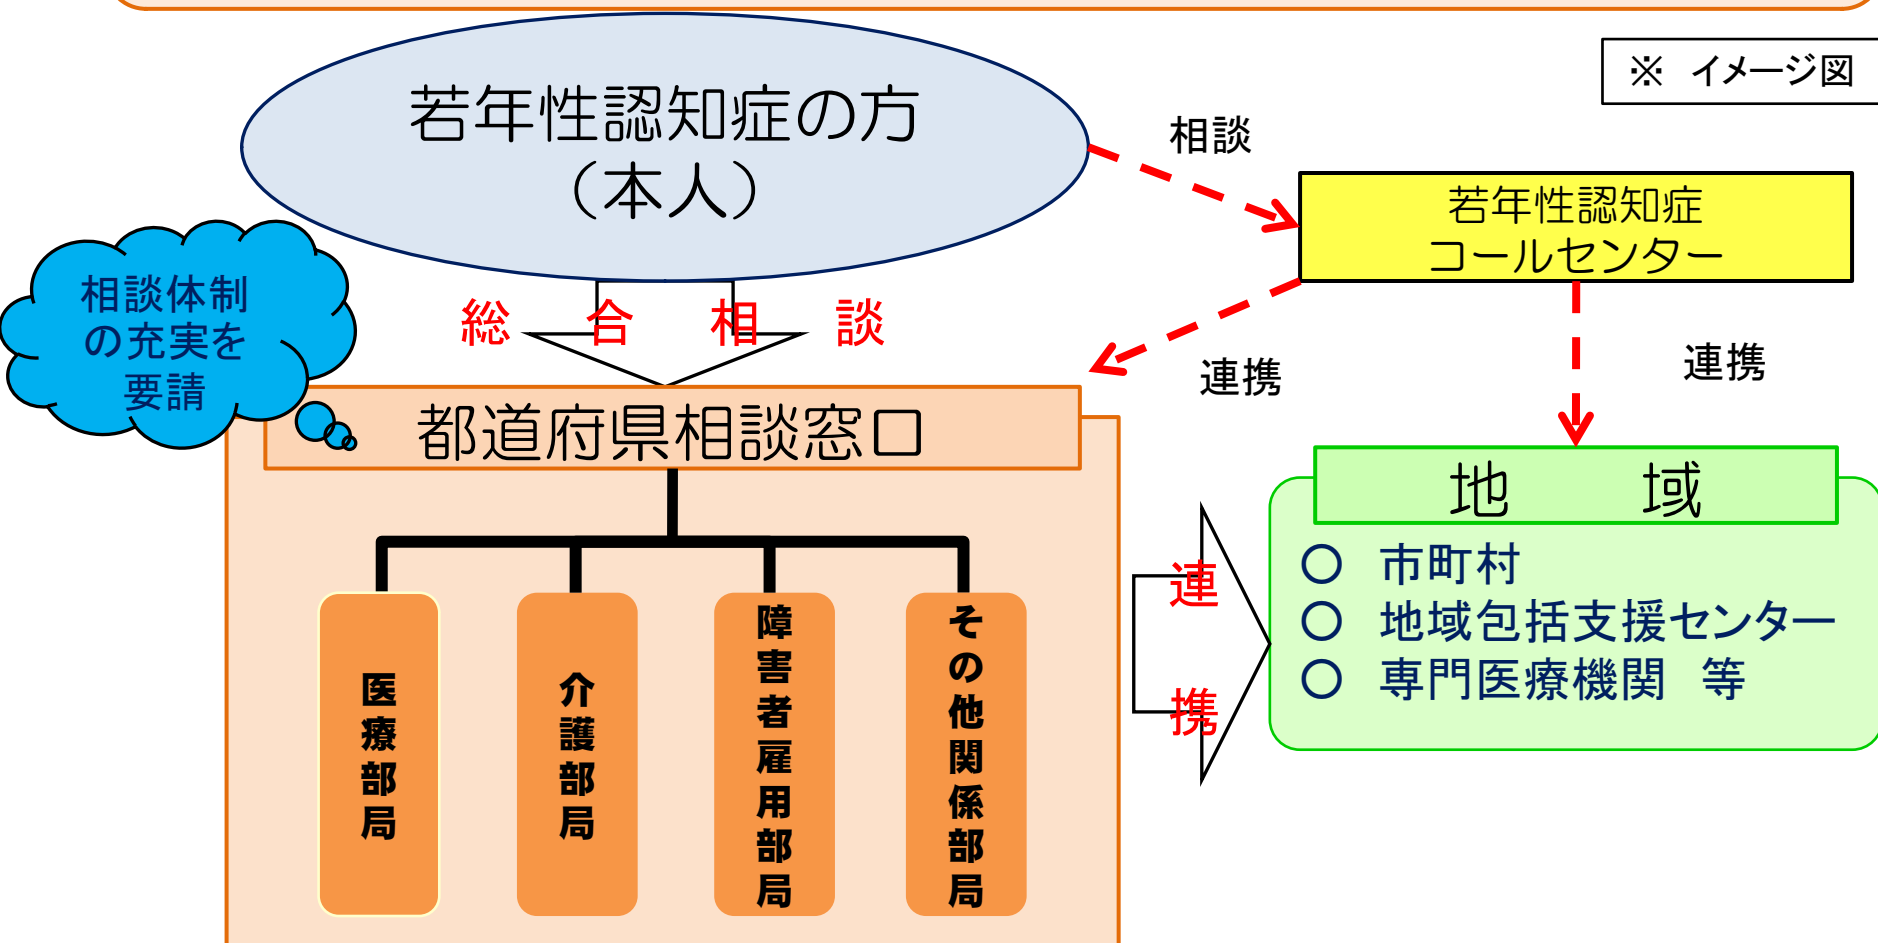 ※ イメージ図
若年性認知症の方
（本人）
相談
若年性認知症
コールセンター
相談体制
の充実を
要請
総合相談
連携
連携
都道府県相談窓口
地 域
○ 市町村
○ 地域包括支援センター
○ 専門医療機関 等
連携
医療部局
介護部局
障害者雇用部局
その他関係部局